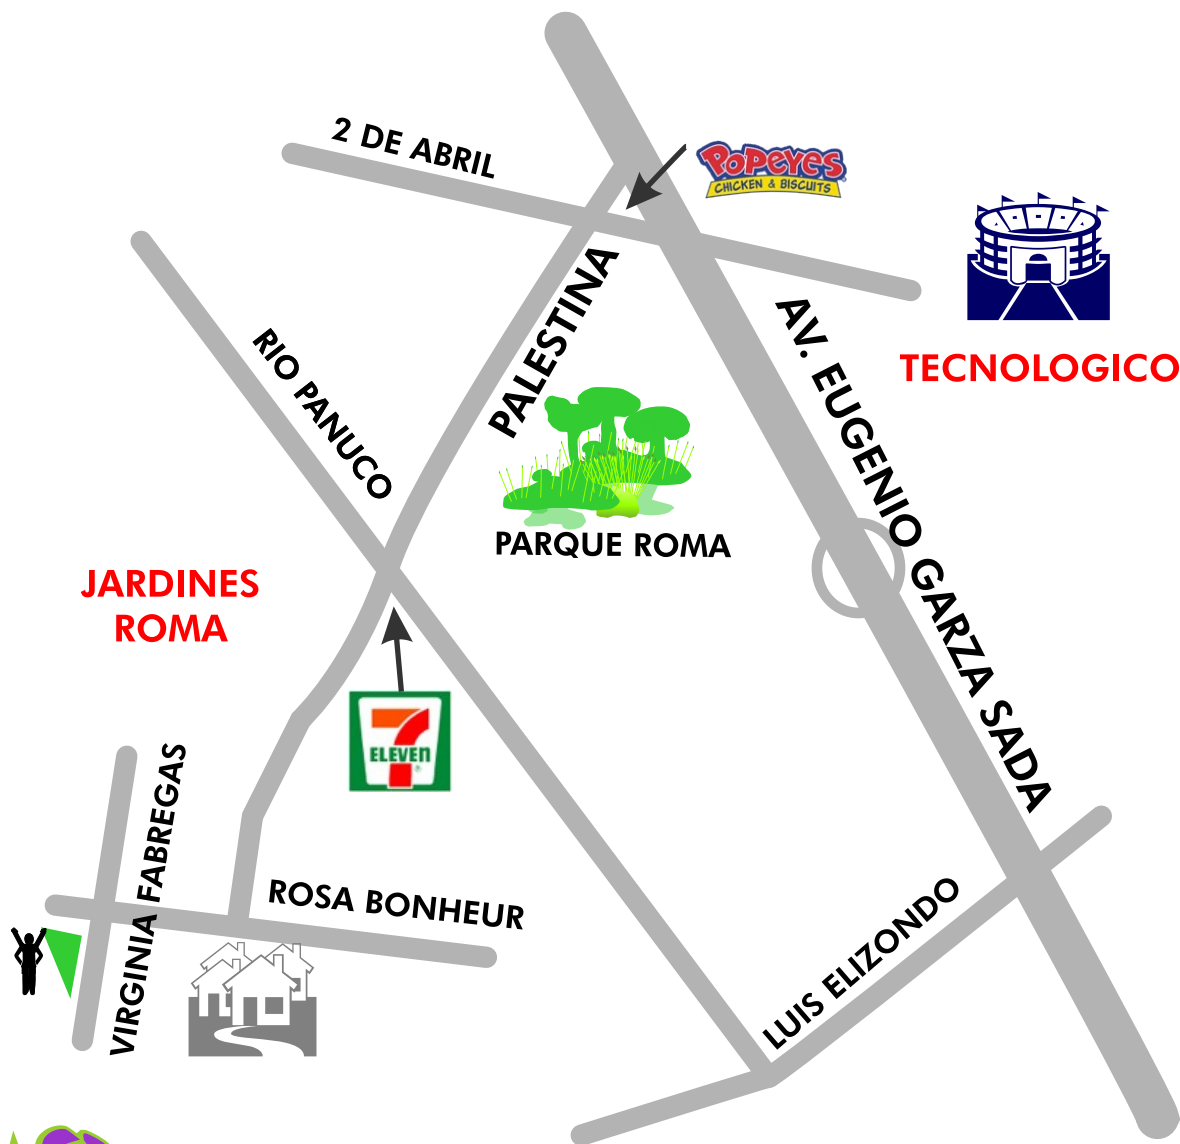 2 DE ABRIL
POPEYES
CHICKEN & BISCUITS
PALESTINA
AV. EUGENIO GARZA SADA
TECNOLOGICO
RIO PANUCO
PARQUE ROMA
JARDINES
ROMA
7
ELEVEn
®
VIRGINIA FABREGAS
ROSA BONHEUR
LUIS ELIZONDO